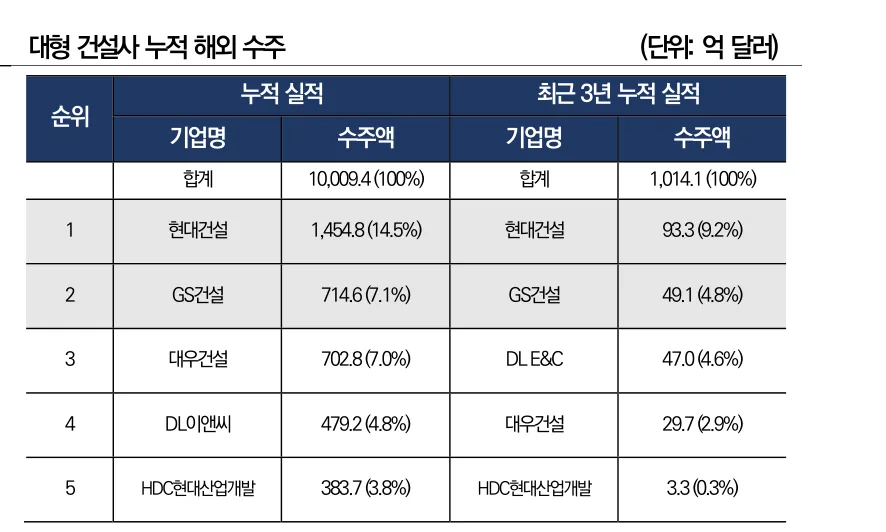 대형 건설사 누적 해외 수주 (단위: 억 달러)
순위 누적 실적 최근 3년 누적 실적
기업명 수주액 기업명 수주액
합계 10,009.4 (100%) 합계 1,014.1 (100%)
1 현대건설 1,454.8 (14.5%) 현대건설 93.3 (9.2%)
2 GS건설 714.6 (7.1%) GS건설 49.1 (4.8%)
3 대우건설 702.8 (7.0%) DL E&C 47.0 (4.6%)
4 DL이앤씨 479.2 (4.8%) 대우건설 29.7 (2.9%)
5 HDC현대산업개발 383.7 (3.8%) HDC현대산업개발 3.3 (0.3%)